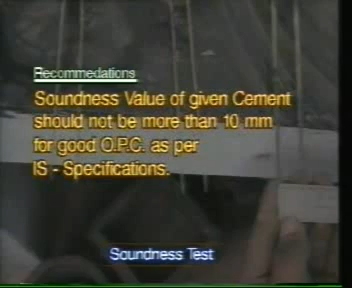 Recommedations
Soundness Value of given Cement
should not be more than 10 mm
for good O.P.C. as per
IS - Specifications.
Soundness Test